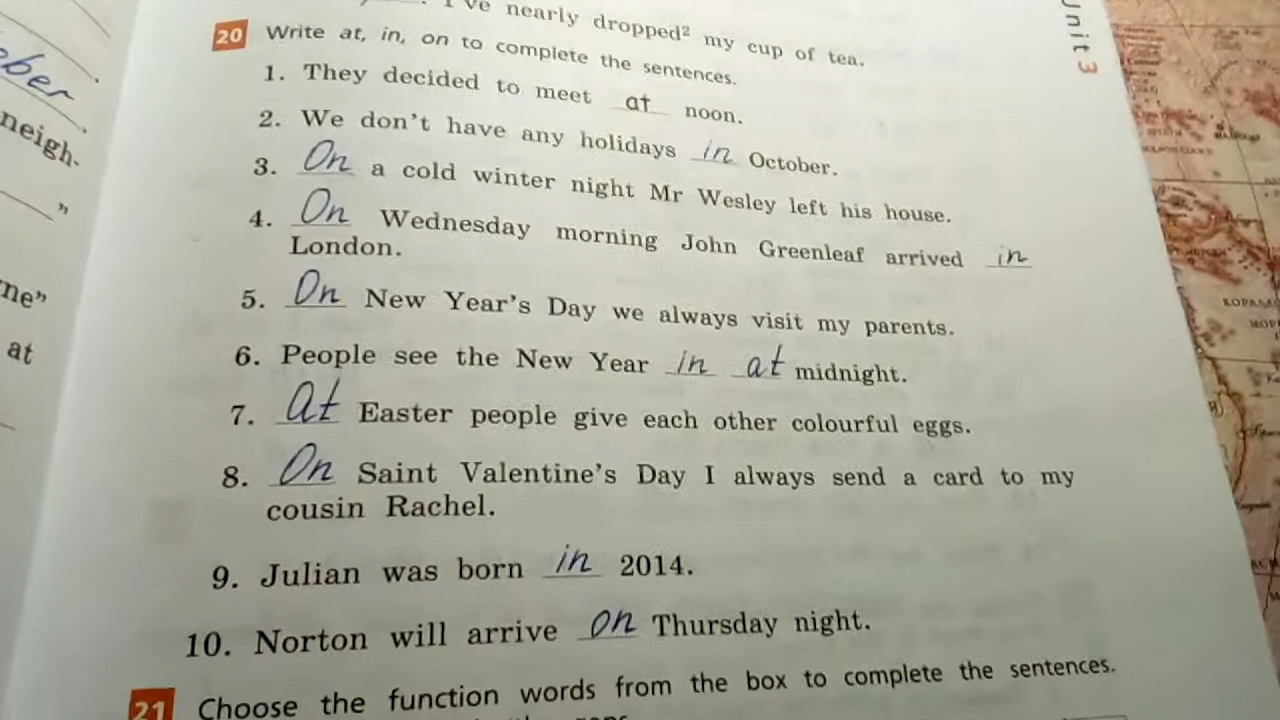 I've nearly dropped² my cup of tea.
Unit 3
20 Write at, in, on to complete the sentences.
1. They decided to meet at noon.
2. We don't have any holidays in October.
3. On a cold winter night Mr Wesley left his house.
4. On Wednesday morning John Greenleaf arrived in
London.
5. On New Year's Day we always visit my parents.
6. People see the New Year in at midnight.
7. At Easter people give each other colourful eggs.
8. On Saint Valentine's Day I always send a card to my
cousin Rachel.
9. Julian was born in 2014.
10. Norton will arrive on Thursday night.
21 Choose the function words from the box to complete the sentences.
ber
neigh-
"
ne"
at